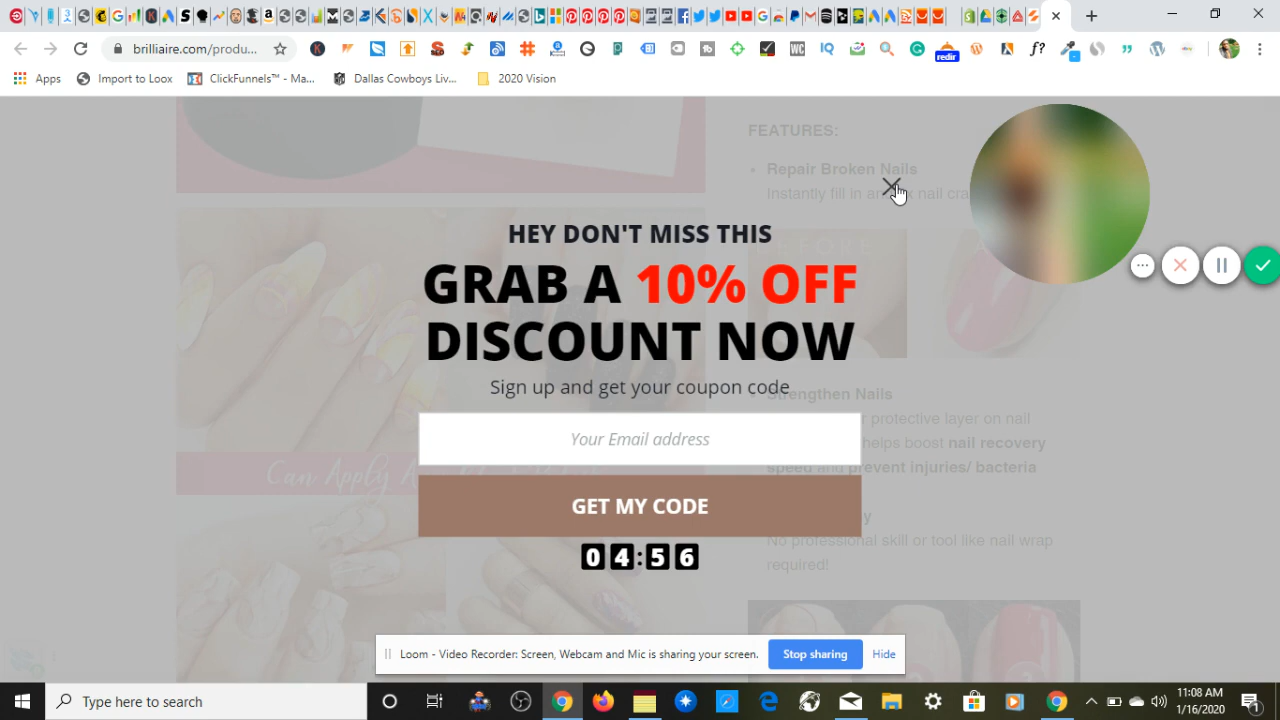 brilliaire.com/produ...
redir
Apps
Import to Loox
ClickFunnels™ – Ma...
Dallas Cowboys Liv...
2020 Vision
FEATURES:
Repair Broken Nails
Instantly fill in an
nail cra
HEY DON'T MISS THIS
GRAB A 10% OFF
DISCOUNT NOW
Sign up and get your coupon code
Your Email address
GET MY CODE
04:56
Strengthen Nails
protective layer on nail
helps boost nail recovery
speed and prevent injuries/ bacteria
Can Apply
No professional skill or tool like nail wrap
required!
Loom – Video Recorder: Screen, Webcam and Mic is sharing your screen.
Stop sharing
Hide
Type here to search
11:08 AM
1/16/2020